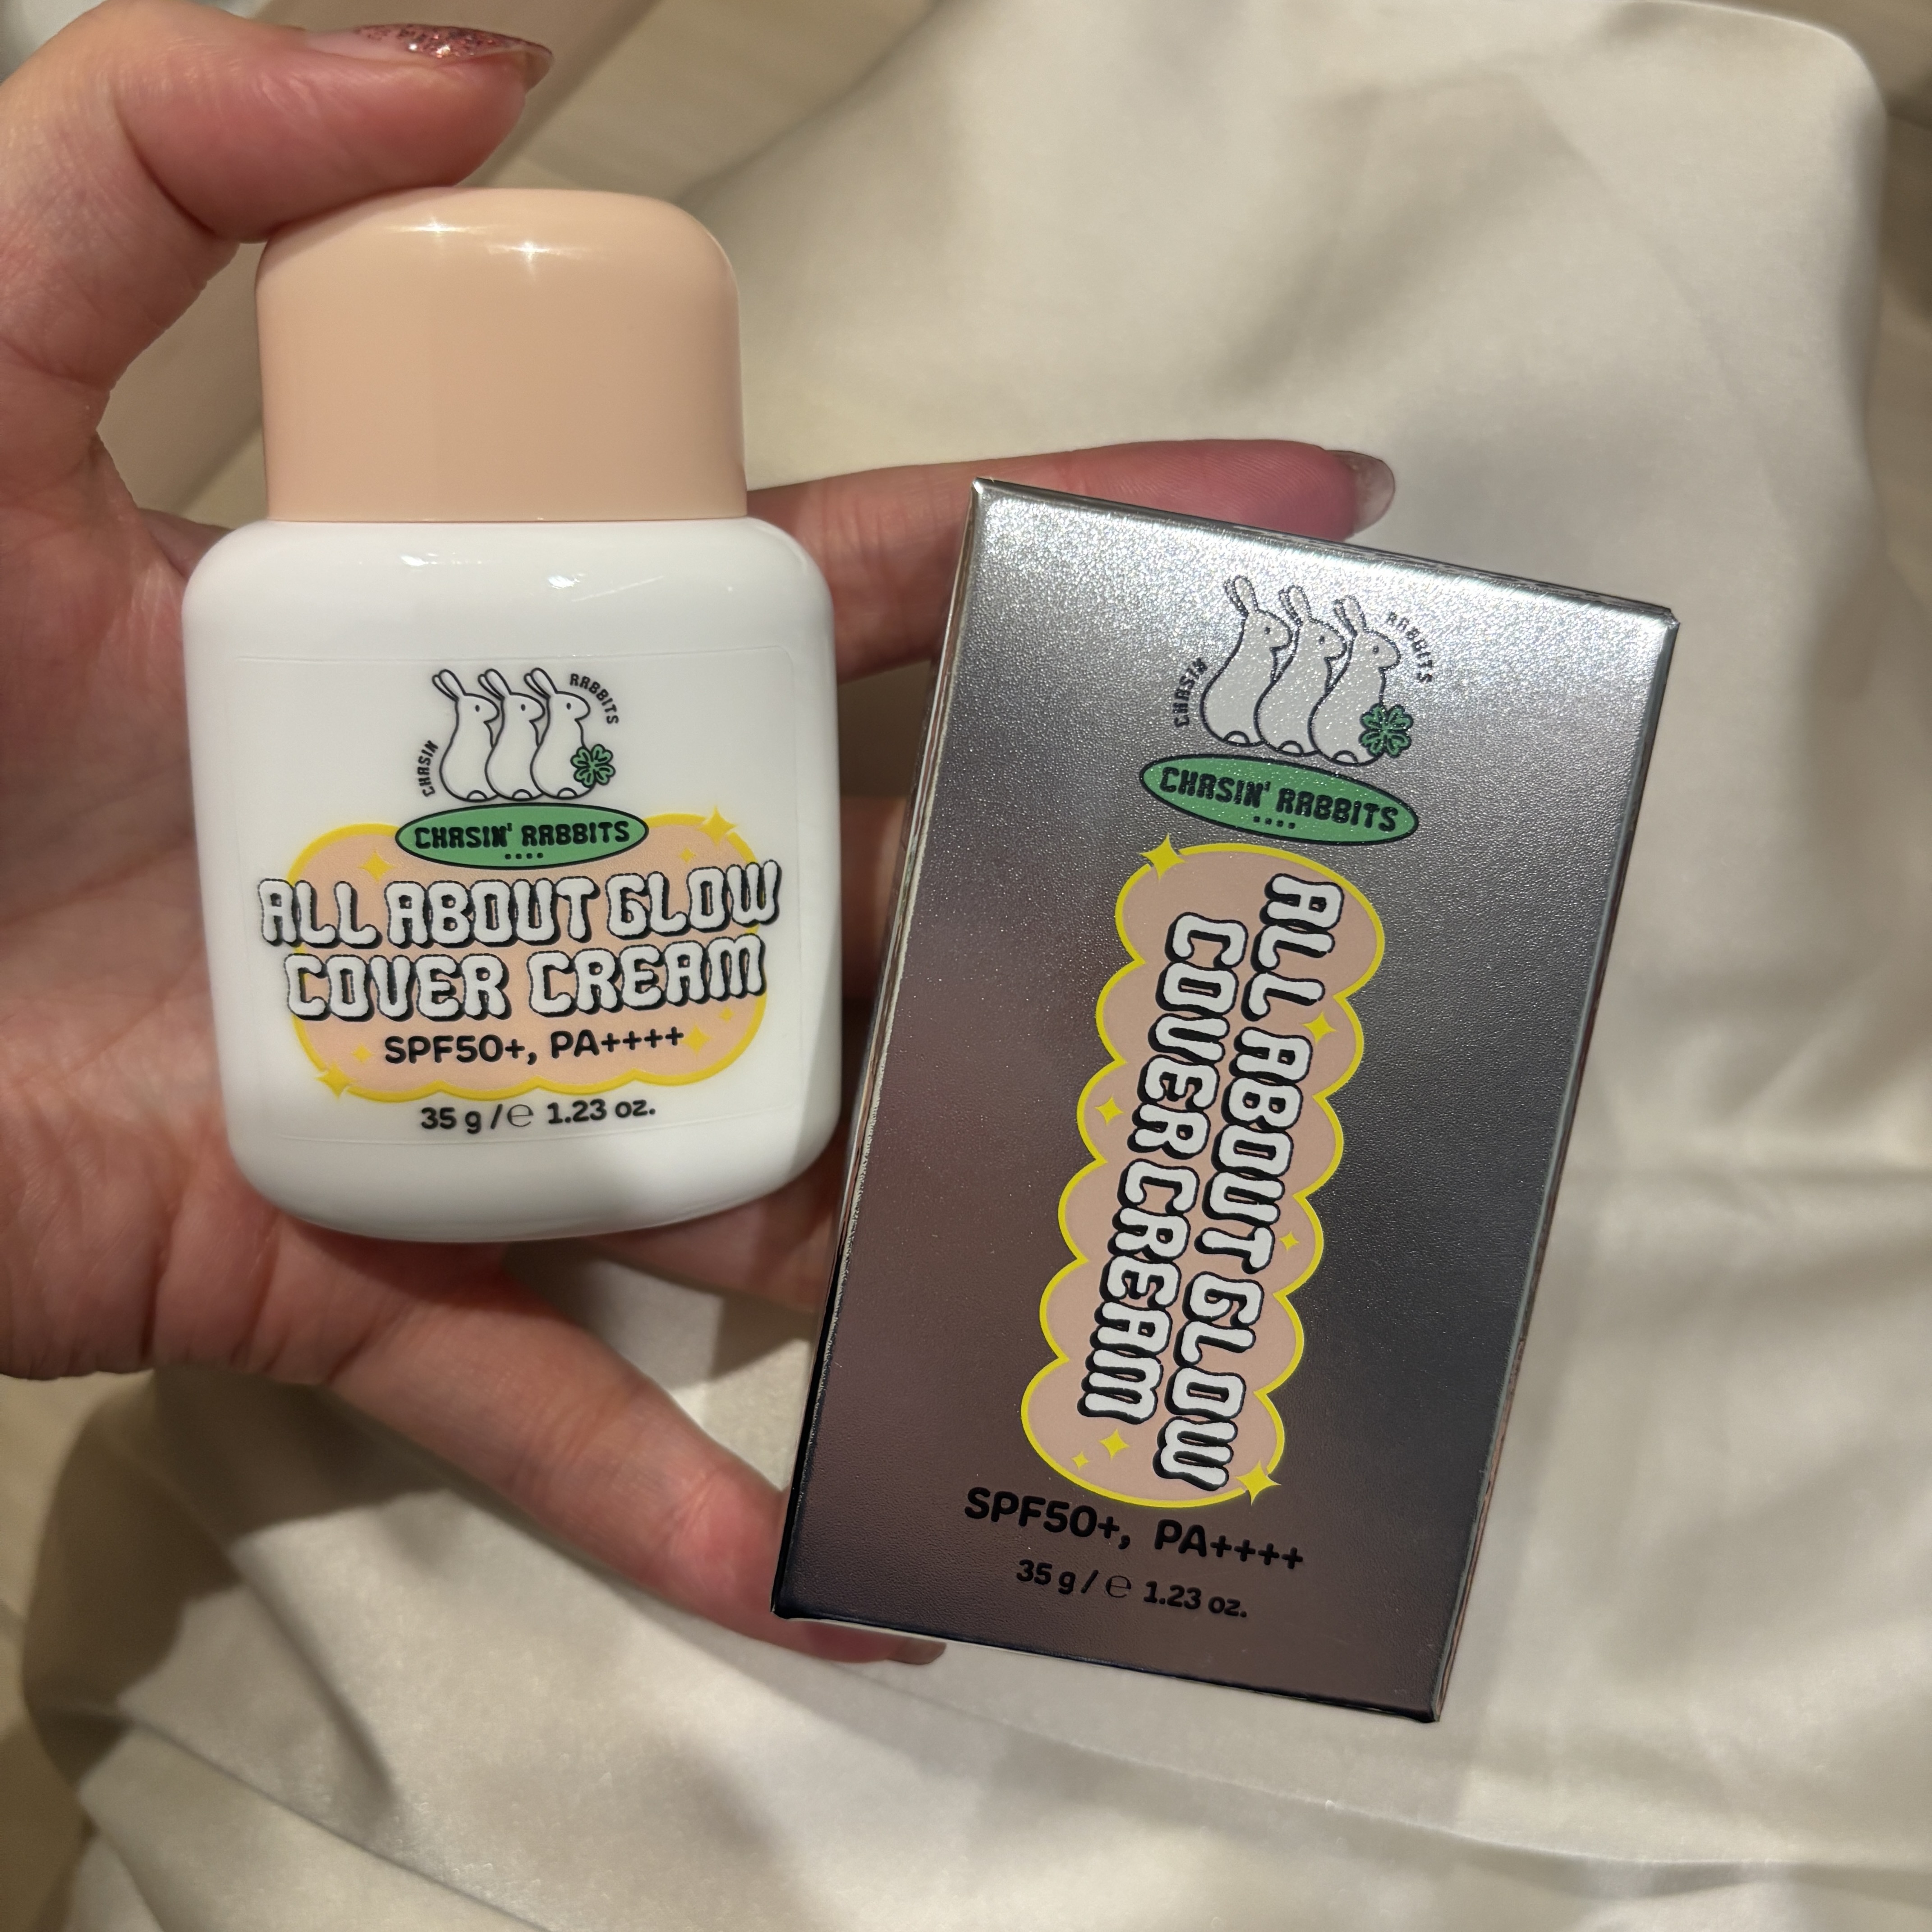 CHASIN RABBITS
CHASIN' RABBITS
ALL ABOUT GLOW
COVER CREAM
SPF50+, PA++++
35 g / ℮ 1.23 oz.
CHASIN RABBITS
CHASIN' RABBITS
ALL ABOUT GLOW
COVER CREAM
SPF50+, PA++++
35 g / ℮ 1.23 oz.